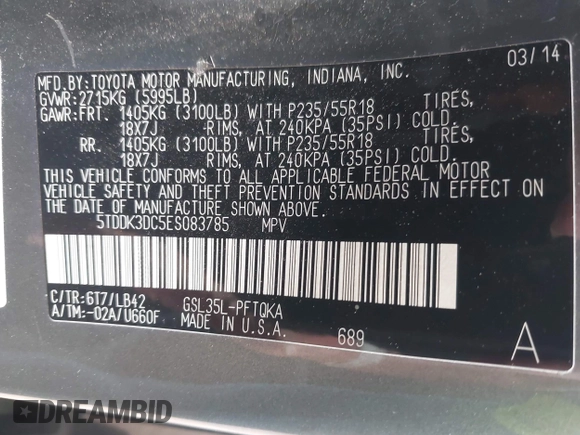 03/14
MFD.BY:TOYOTA MOTOR MANUFACTURING, INDIANA, INC.
GVWR:2715KG (5995LB)
GAWR:FRT. 1405KG (3100LB) WITH P235/55R18 TIRES,
18X7J RIMS, AT 240KPA (35PSI) COLD.
RR. 1405KG (3100LB) WITH P235/55R18 TIRES,
18X7J RIMS, AT 240KPA (35PSI) COLD.
THIS VEHICLE CONFORMS TO ALL APPLICABLE FEDERAL MOTOR
VEHICLE SAFETY AND THEFT PREVENTION STANDARDS IN EFFECT ON
THE DATE OF MANUFACTURE SHOWN ABOVE.
5TDDK3DC5ES083785 MPV
C/TR:6T7/LB42 GSL35L-PFTQKA
A/TM:-02A/U660F MADE IN U.S.A.
689
A
DREAMBID